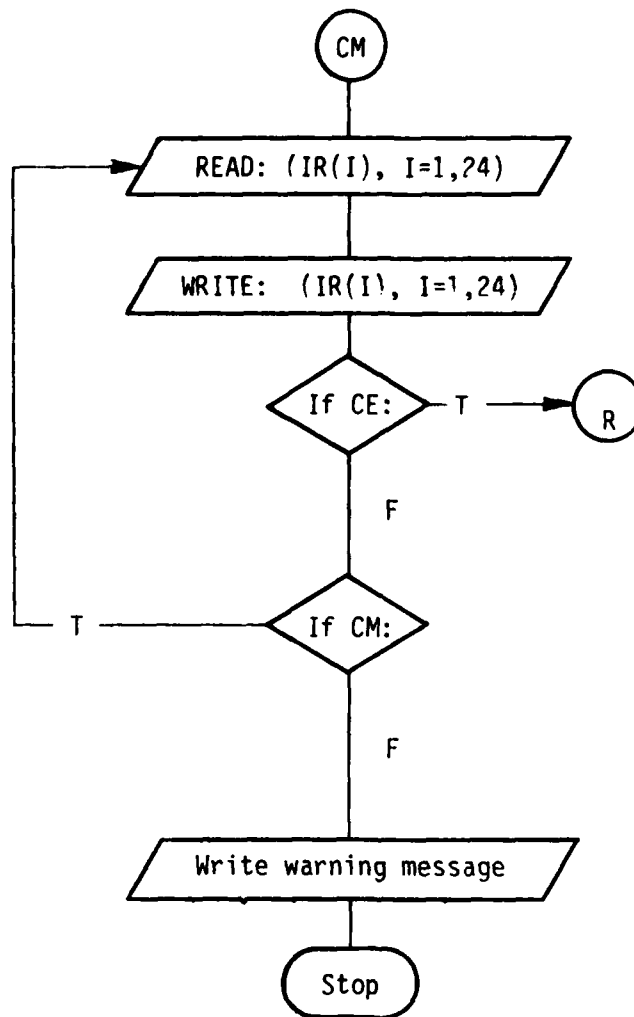 CM
READ: (IR(I), I=1,24)
WRITE: (IR(I), I=1,24)
If CE:
T
R
F
If CM:
T
F
Write warning message
Stop